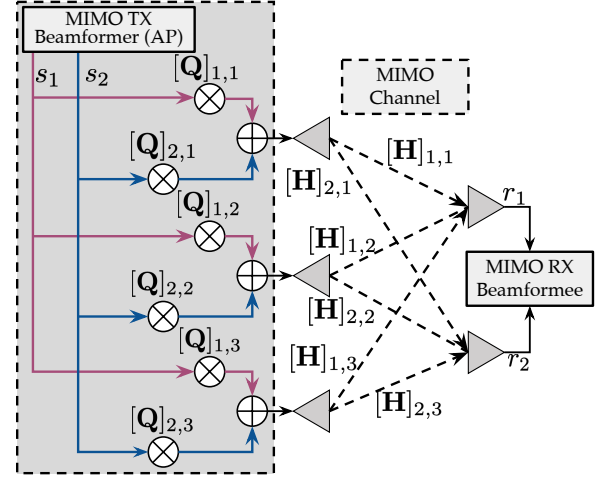 MIMO TX
Beamformer (AP)
s₁ s₂
[Q]₁,₁
[Q]₂,₁
[Q]₁,₂
[Q]₂,₂
[Q]₁,₃
[Q]₂,₃
MIMO
Channel
[H]₁,₁
[H]₂,₁
[H]₁,₂
[H]₂,₂
[H]₁,₃
[H]₂,₃
r₁
MIMO RX
Beamformee
r₂